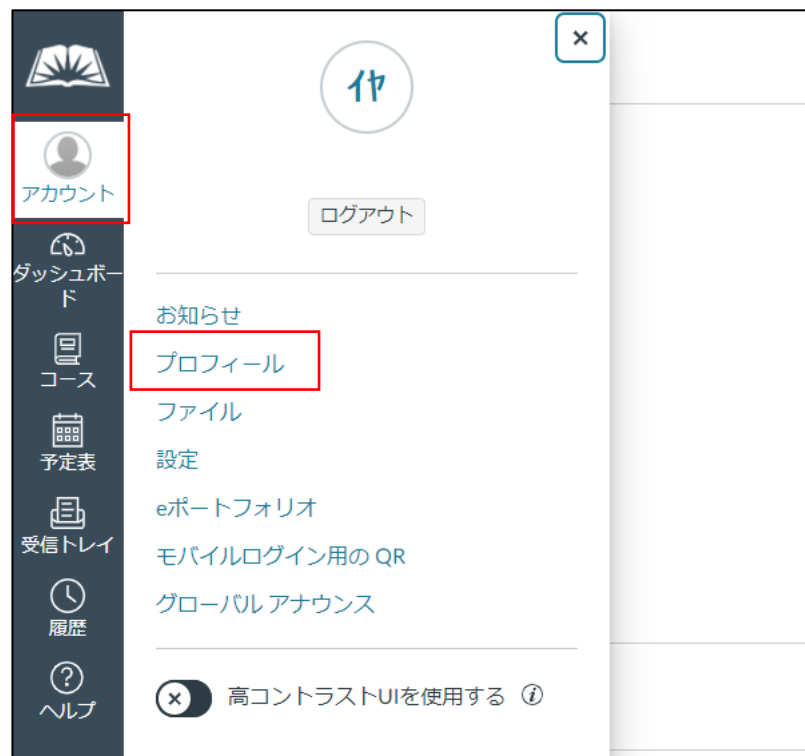 イヤ
ログアウト
アカウント
ダッシュボー
ド
コース
予定表
受信トレイ
履歴
ヘルプ
お知らせ
プロフィール
ファイル
設定
eポートフォリオ
モバイルログイン用の QR
グローバル アナウンス
高コントラストUIを使用する